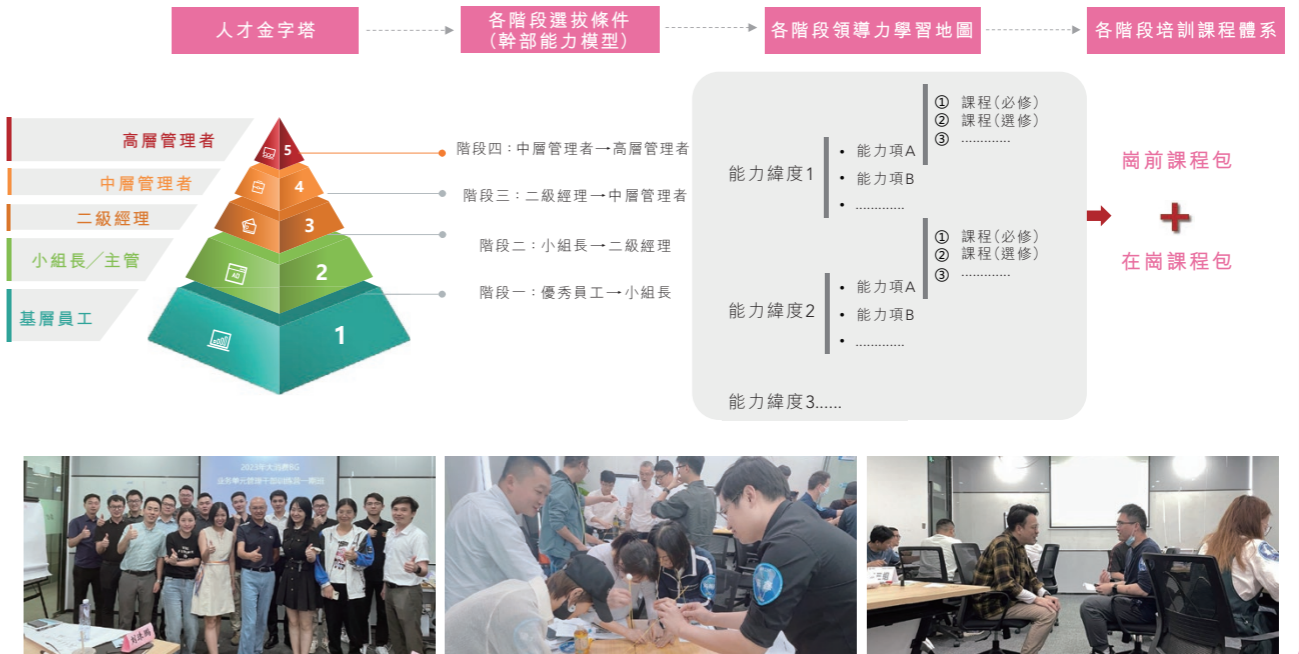 人才金字塔
各階段選拔條件
(幹部能力模型)
各階段領導力學習地圖
各階段培訓課程體系
高層管理者
中層管理者
二級經理
小組長╱主管
基層員工
5
4
3
2
1
AD
階段四：中層管理者→高層管理者
階段三：二級經理→中層管理者
階段二：小組長→二級經理
階段一：優秀員工→小組長
能力緯度1
• 能力項A
• 能力項B
• .............
① 課程(必修)
② 課程(選修)
③ .............
能力緯度2
• 能力項A
• 能力項B
• .............
① 課程(必修)
② 課程(選修)
③ .............
能力緯度3......
崗前課程包
+
在崗課程包